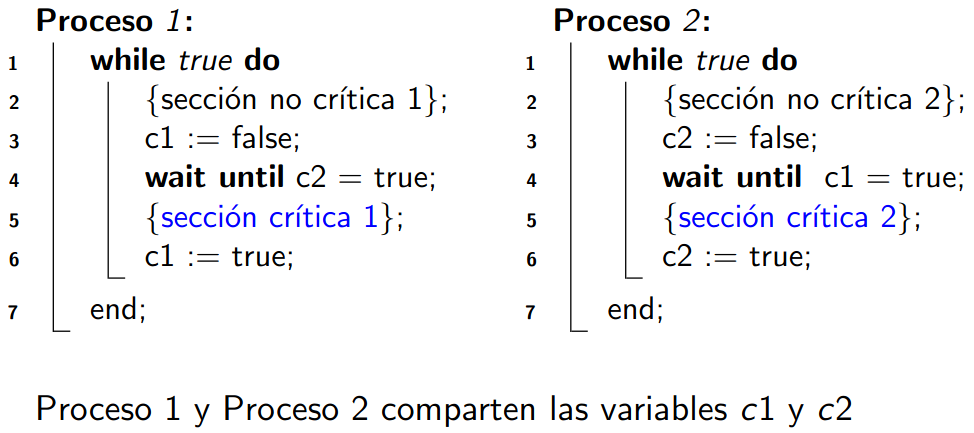 Proceso 1:
1 while true do
2 {sección no crítica 1};
3 c1 := false;
4 wait until c2 = true;
5 {sección crítica 1};
6 c1 := true;
7 end;
Proceso 2:
1 while true do
2 {sección no crítica 2};
3 c2 := false;
4 wait until c1 = true;
5 {sección crítica 2};
6 c2 := true;
7 end;
Proceso 1 y Proceso 2 comparten las variables c1 y c2